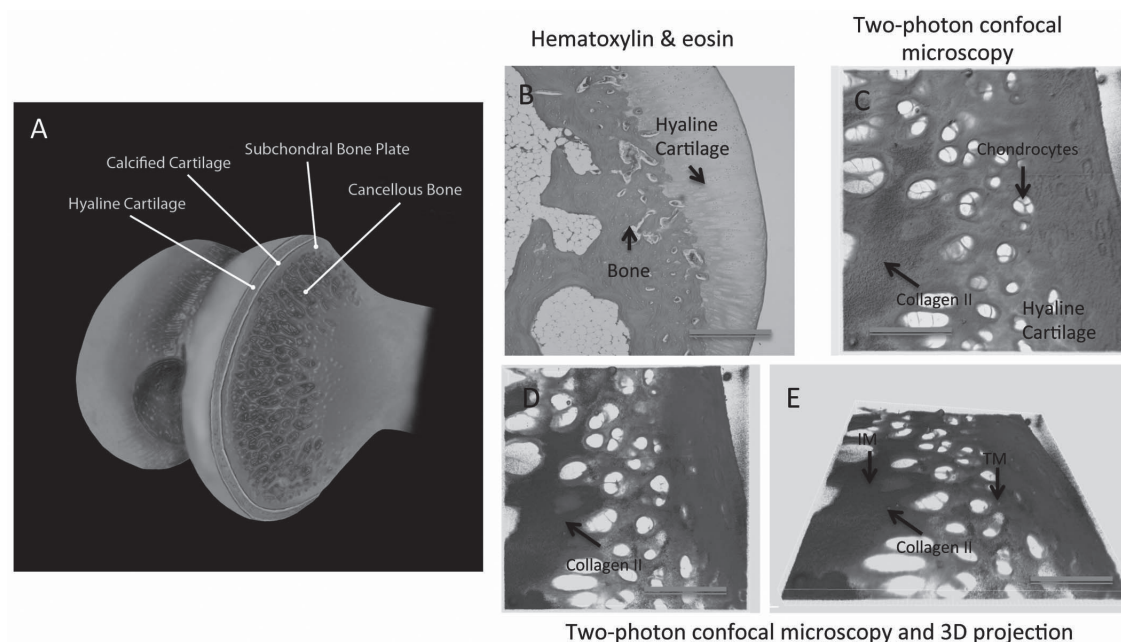 Hematoxylin & eosin
Two-photon confocal
microscopy
A
Subchondral Bone Plate
Calcified Cartilage
Cancellous Bone
Hyaline Cartilage
B
Hyaline
Cartilage
Bone
C
Chondrocytes
Collagen II
Hyaline
Cartilage
D
Collagen II
E
IM
TM
Collagen II
Two-photon confocal microscopy and 3D projection